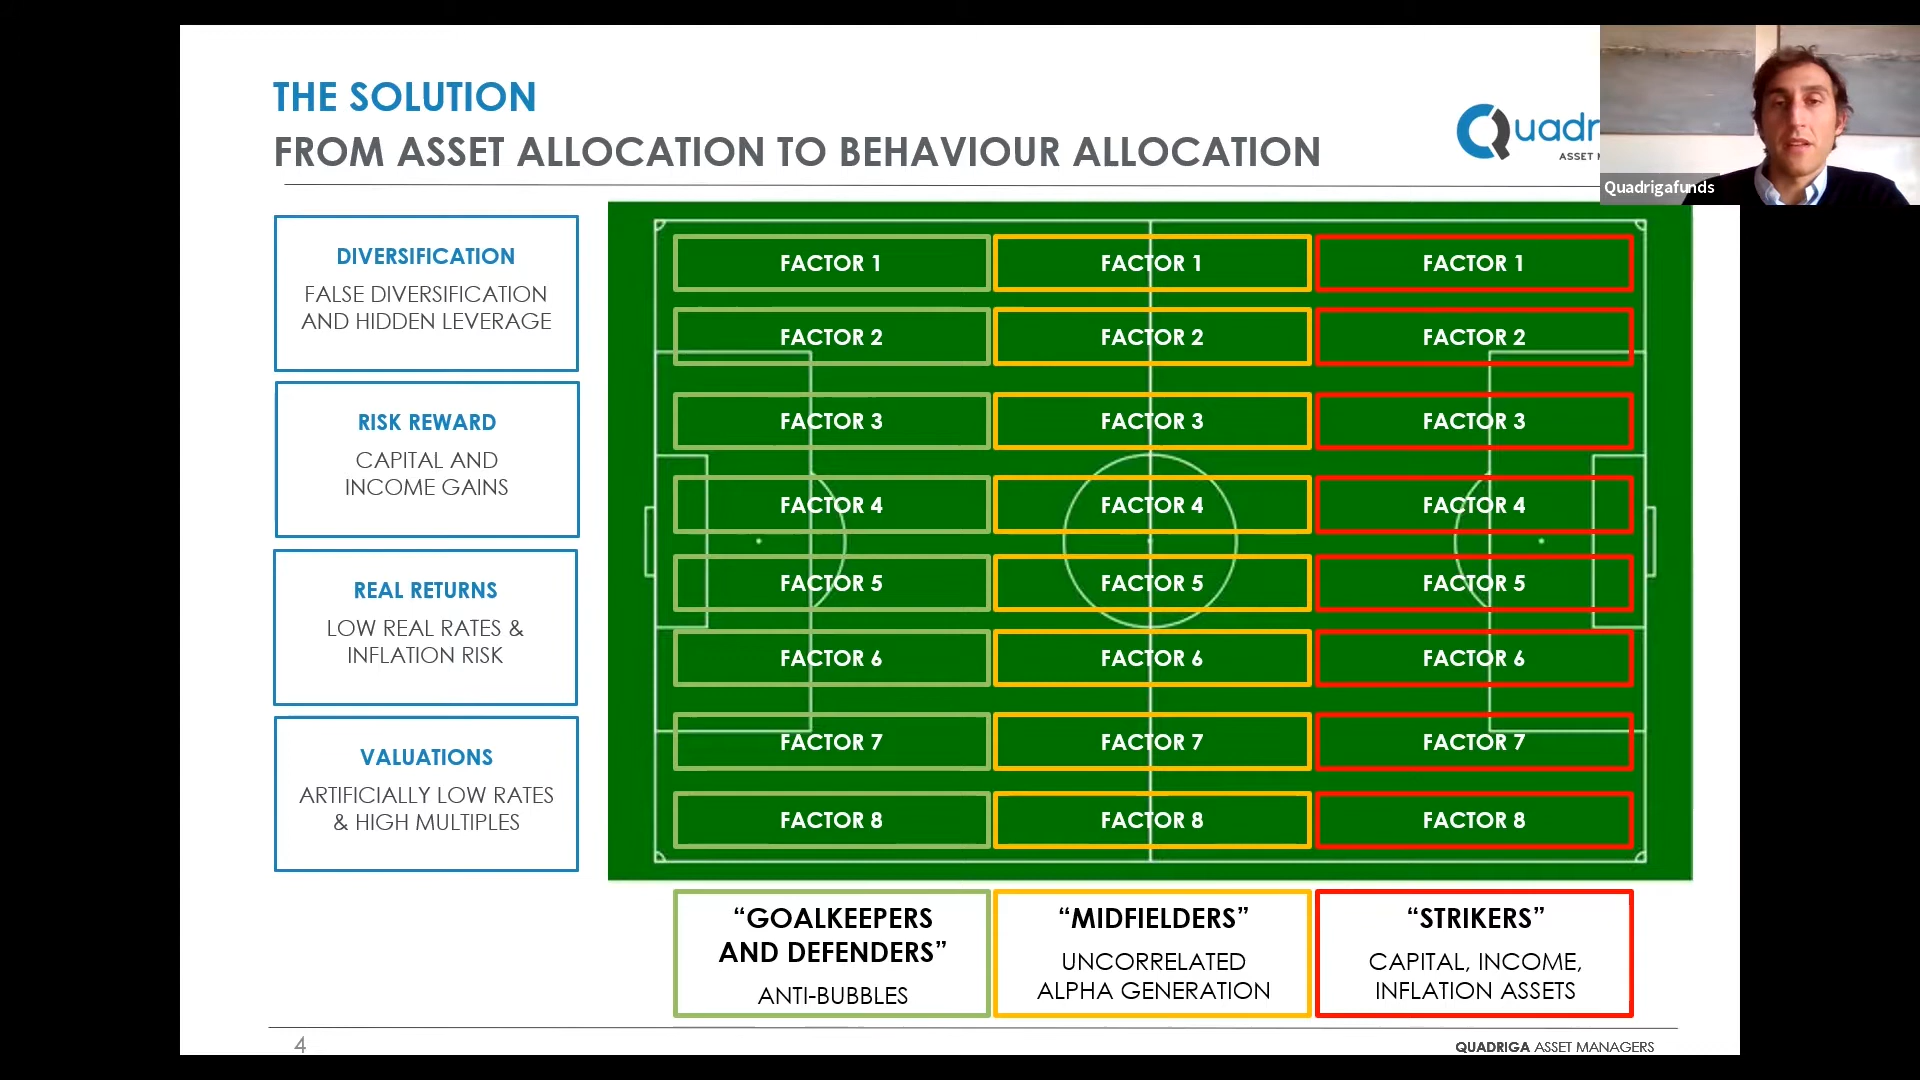 THE SOLUTION
FROM ASSET ALLOCATION TO BEHAVIOUR ALLOCATION
Quadr
ASSET
Quadrigafunds
DIVERSIFICATION
FALSE DIVERSIFICATION
AND HIDDEN LEVERAGE
RISK REWARD
CAPITAL AND
INCOME GAINS
REAL RETURNS
LOW REAL RATES &
INFLATION RISK
VALUATIONS
ARTIFICIALLY LOW RATES
& HIGH MULTIPLES
FACTOR 1 FACTOR 1 FACTOR 1
FACTOR 2 FACTOR 2 FACTOR 2
FACTOR 3 FACTOR 3 FACTOR 3
FACTOR 4 FACTOR 4 FACTOR 4
FACTOR 5 FACTOR 5 FACTOR 5
FACTOR 6 FACTOR 6 FACTOR 6
FACTOR 7 FACTOR 7 FACTOR 7
FACTOR 8 FACTOR 8 FACTOR 8
“GOALKEEPERS
AND DEFENDERS”
ANTI-BUBBLES
“MIDFIELDERS”
UNCORRELATED
ALPHA GENERATION
“STRIKERS”
CAPITAL, INCOME,
INFLATION ASSETS
4
QUADRIGA ASSET MANAGERS